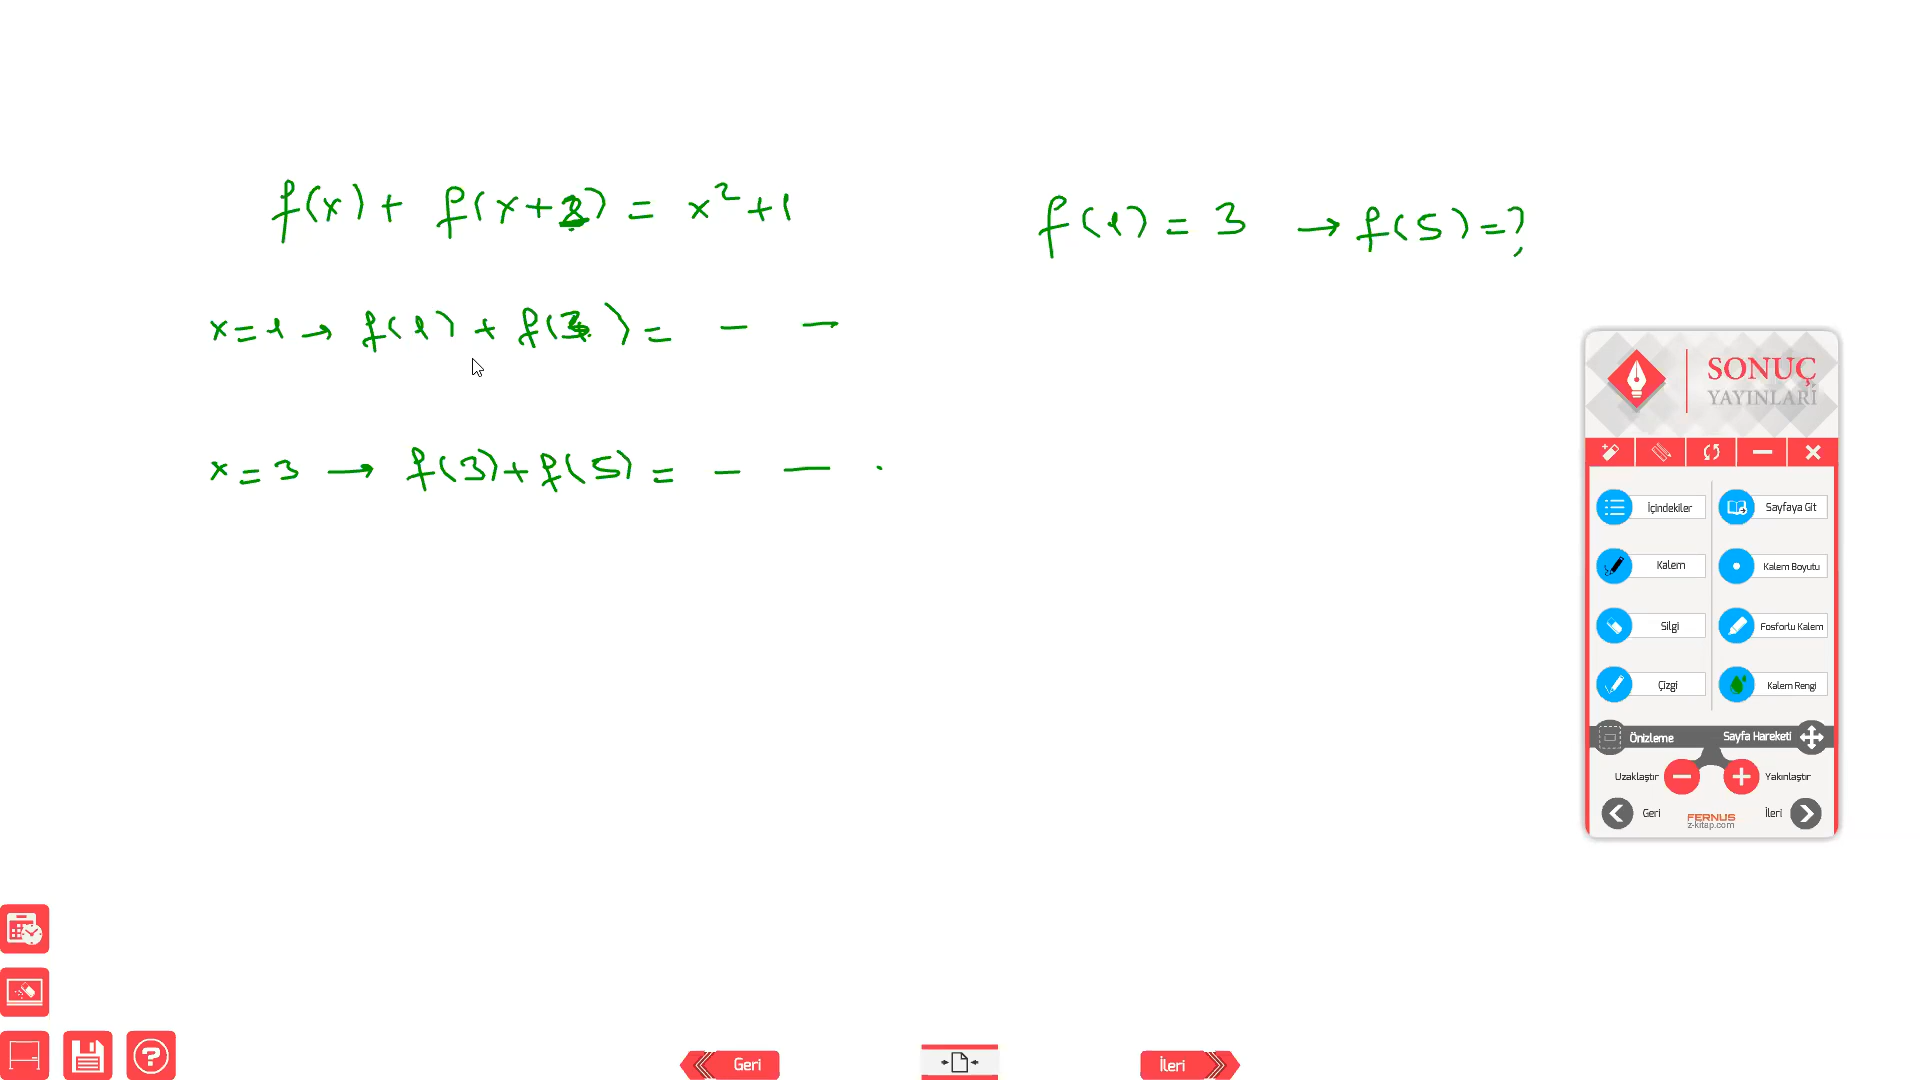 f(x) + f(x+2) = x²+1
f(1) = 3 → f(5) = ?
x = 1 → f(1) + f(3) = – –
x = 3 → f(3) + f(5) = – – .
SONUÇ
YAYINLARI
İçindekiler
Sayfaya Git
Kalem
Kalem Boyutu
Silgi
Fosforlu Kalem
Çizgi
Kalem Rengi
Önizleme
Sayfa Hareketi
Uzaklaştır
Yakınlaştır
Geri
FERNUS
z-kitap.com
İleri
Geri
İleri